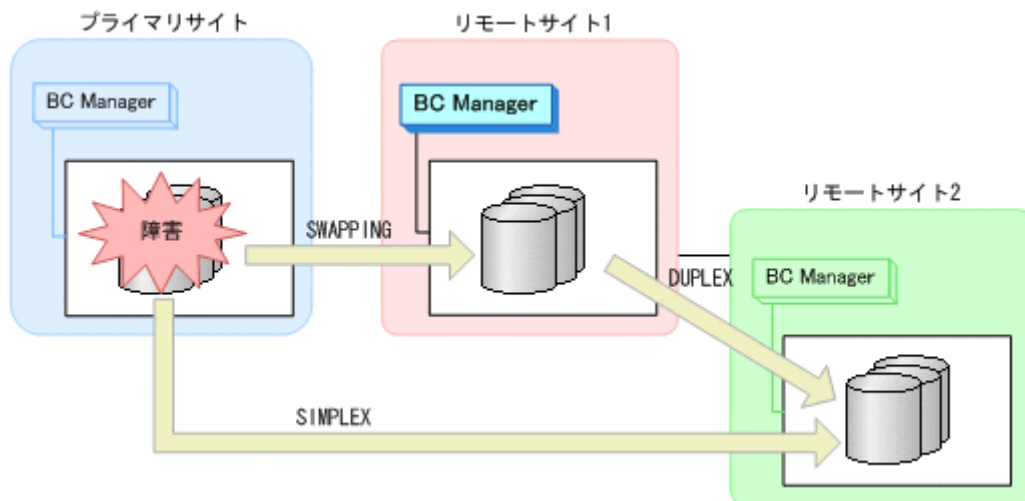 プライマリサイト
リモートサイト1
BC Manager
BC Manager
障害
SWAPPING
リモートサイト2
DUPLEX
BC Manager
SIMPLEX